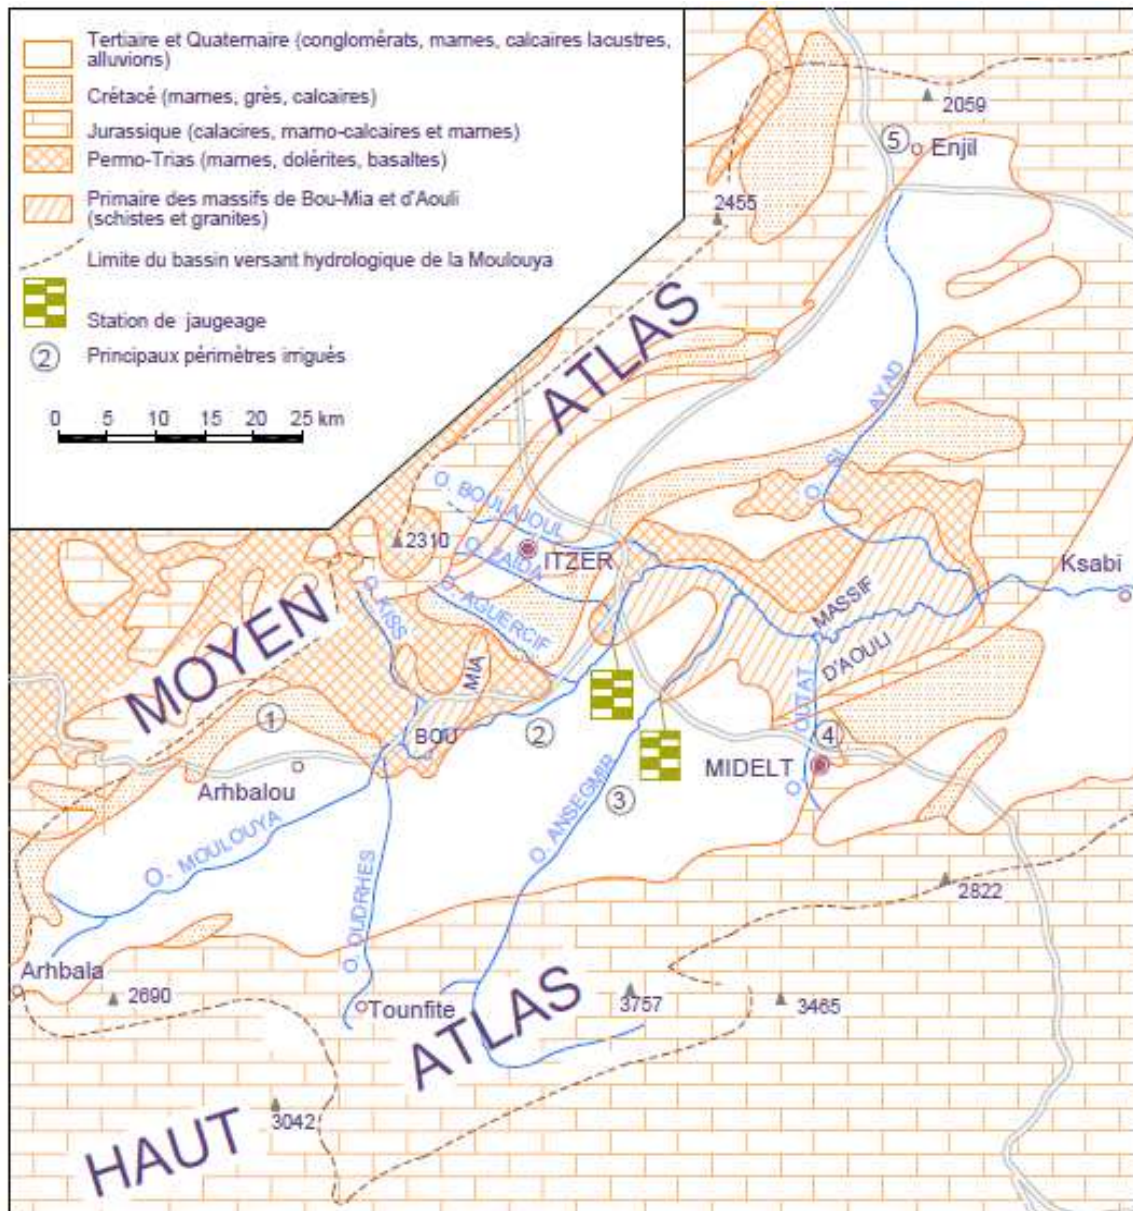 Tertiaire et Quaternaire (conglomérats, marnes, calcaires lacustres,
alluvions)
Crétacé (marnes, grès, calcaires)
Jurassique (calacires, marno-calcaires et marnes)
Permo-Trias (marnes, dolérites, basaltes)
Primaire des massifs de Bou-Mia et d'Aouli
(schistes et granites)
Limite du bassin versant hydrologique de la Moulouya
Station de jaugeage
2 Principaux périmètres irrigués
0 5 10 15 20 25 km
2059
5 Enjil
2455
MOYEN ATLAS
O. SI AYAD
O. BOULAJOUL
2310
ITZER
O. ZAIDA
O. AGUERCIF
O. KISS
Ksabi
MASSIF
D'AOULI
BOU MIA
1
2
O. OUTAT
4
MIDELT
3
Arhbalou
O. MOULOUYA
O. ANSEGMIR
O. OUDRHES
2822
Arhbala
2690
Tounfite
3757
3465
HAUT ATLAS
3042